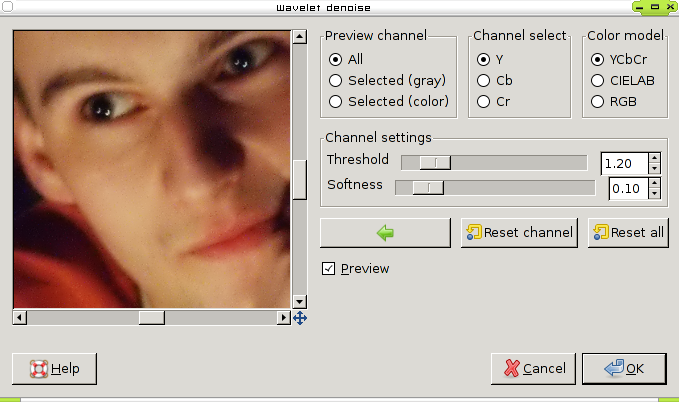 Wavelet denoise
Preview channel
All
Selected (gray)
Selected (color)
Channel select
Y
Cb
Cr
Color model
YCbCr
CIELAB
RGB
Channel settings
Threshold 1.20
Softness 0.10
Reset channel
Reset all
Preview
Help
Cancel
OK